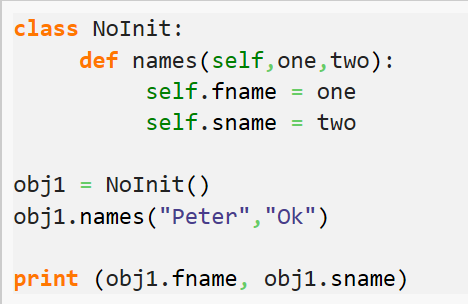 class NoInit:
     def names(self,one,two):
          self.fname = one
          self.sname = two

obj1 = NoInit()
obj1.names("Peter","Ok")

print (obj1.fname, obj1.sname)